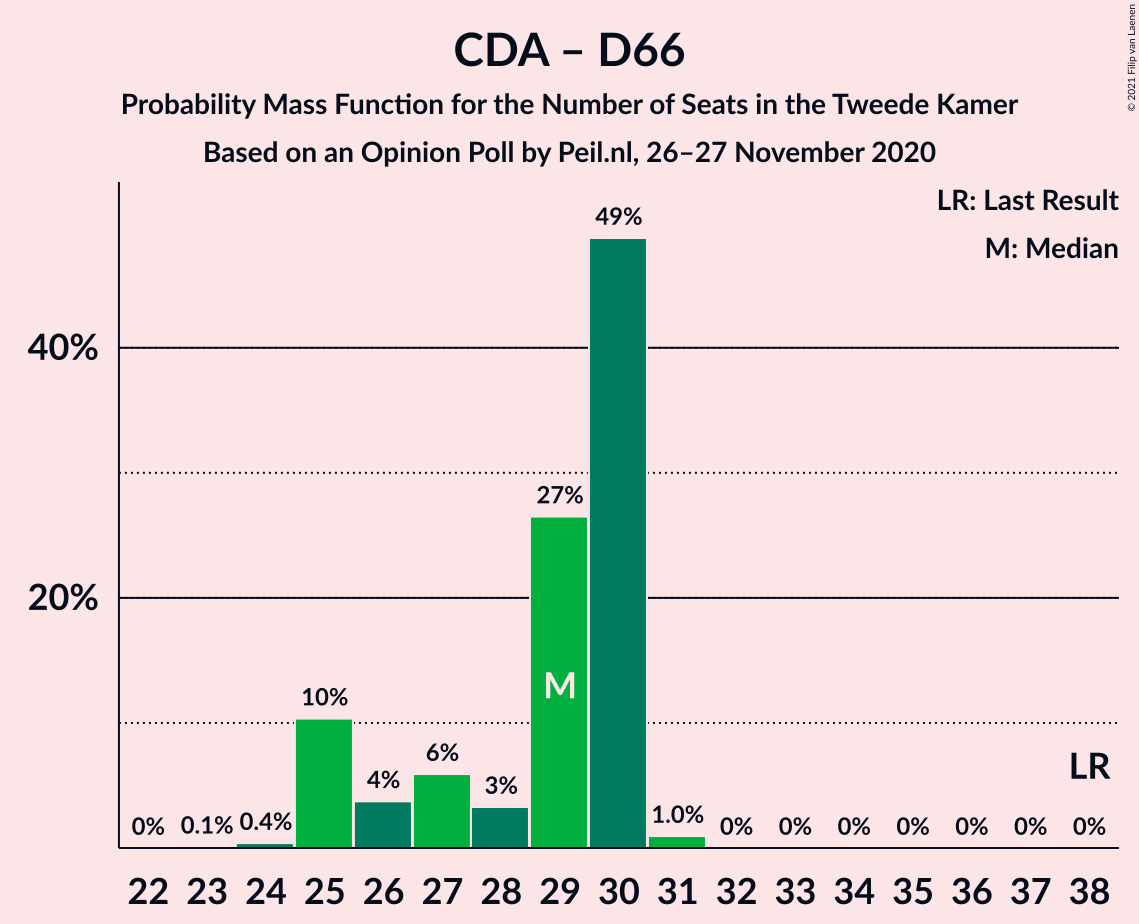 CDA – D66
Probability Mass Function for the Number of Seats in the Tweede Kamer
Based on an Opinion Poll by Peil.nl, 26–27 November 2020
© 2021 Filip van Laenen
LR: Last Result
M: Median
40%
20%
0%
0.1%
0.4%
10%
4%
6%
3%
27%
49%
1.0%
0%
0%
0%
0%
0%
0%
0%
M
LR
22 23 24 25 26 27 28 29 30 31 32 33 34 35 36 37 38